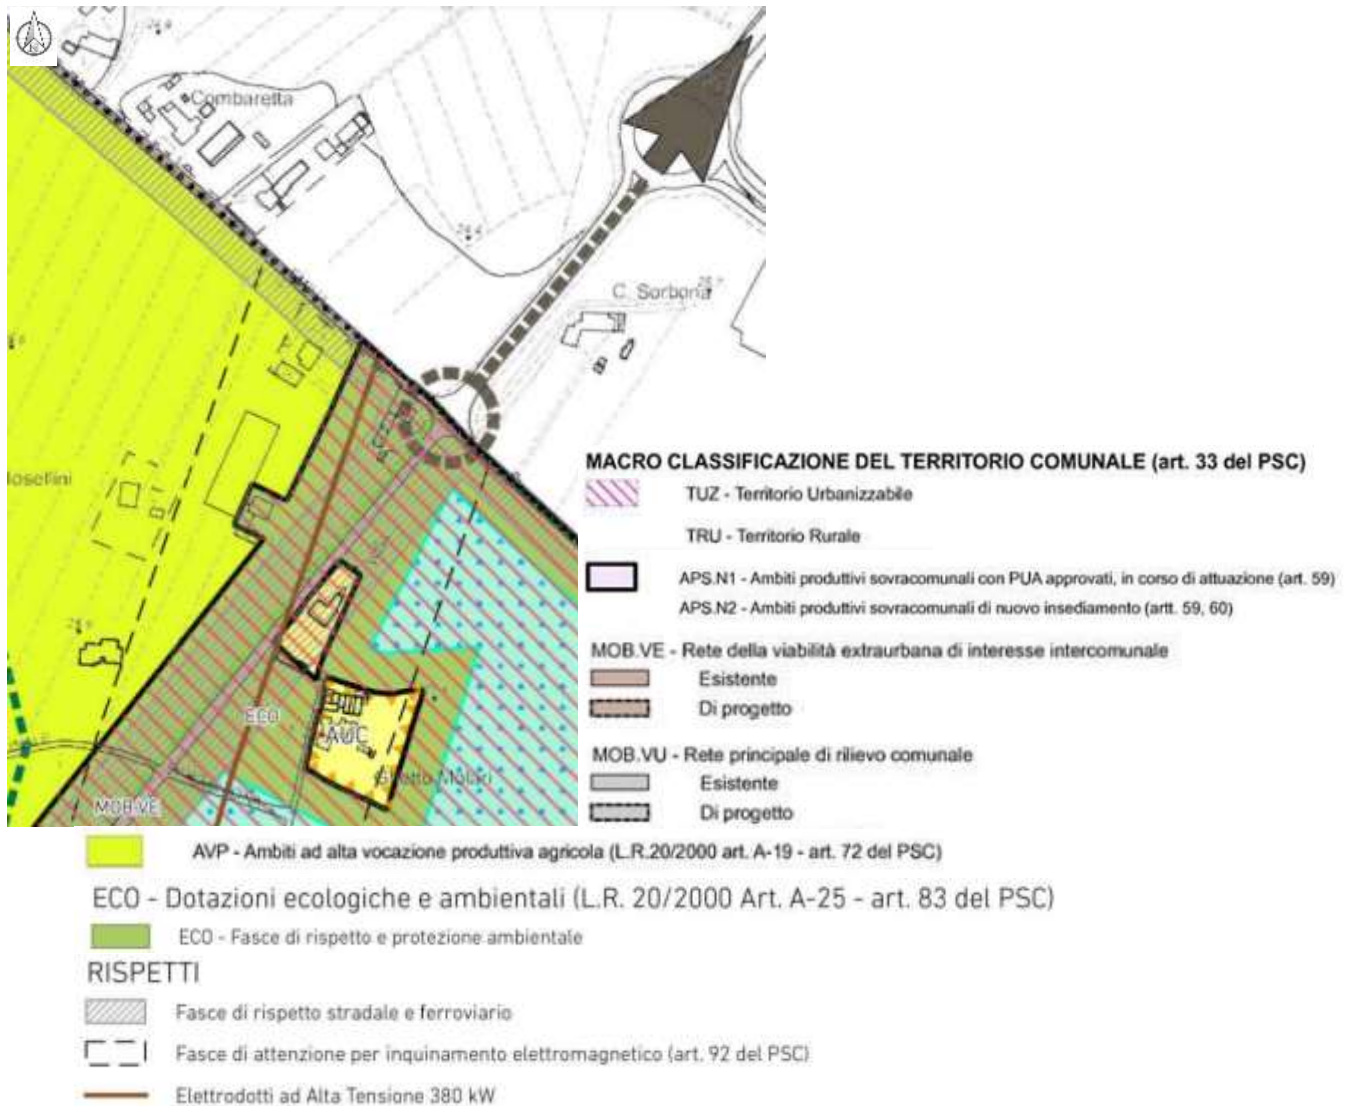 Combaretta
C. Sorbona
ECO
AUC
Ghetto Molari
MOB.VE
MACRO CLASSIFICAZIONE DEL TERRITORIO COMUNALE (art. 33 del PSC)
TUZ - Territorio Urbanizzabile
TRU - Territorio Rurale
APS.N1 - Ambiti produttivi sovracomunali con PUA approvati, in corso di attuazione (art. 59)
APS.N2 - Ambiti produttivi sovracomunali di nuovo insediamento (artt. 59, 60)
MOB.VE - Rete della viabilità extraurbana di interesse intercomunale
Esistente
Di progetto
MOB.VU - Rete principale di rilievo comunale
Esistente
Di progetto
AVP - Ambiti ad alta vocazione produttiva agricola (L.R.20/2000 art. A-19 - art. 72 del PSC)
ECO - Dotazioni ecologiche e ambientali (L.R. 20/2000 Art. A-25 - art. 83 del PSC)
ECO - Fasce di rispetto e protezione ambientale
RISPETTI
Fasce di rispetto stradale e ferroviario
Fasce di attenzione per inquinamento elettromagnetico (art. 92 del PSC)
Elettrodotti ad Alta Tensione 380 kW